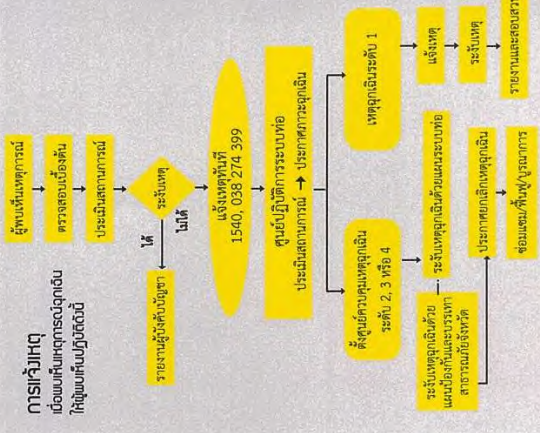 การแจ้งเหตุ
เมื่อพบเห็นเหตุการณ์ฉุกเฉิน
ให้ผู้พบเห็นปฏิบัติดังนี้
ผู้พบเห็นเหตุการณ์
ตรวจสอบเบื้องต้น
ประเมินสถานการณ์
ระงับเหตุ
ได้
ไม่ได้
รายงานผู้บังคับบัญชา
แจ้งเหตุทันที
1540, 038 274 399
ศูนย์ปฏิบัติการระบบท่อ
ประเมินสถานการณ์ → ประกาศภาวะฉุกเฉิน
ตั้งศูนย์ควบคุมเหตุฉุกเฉิน
ระดับ 2, 3 หรือ 4
เหตุฉุกเฉินระดับ 1
ระงับเหตุฉุกเฉินด้วย
แผนป้องกันและบรรเทา
สาธารณภัยจังหวัด
ระงับเหตุฉุกเฉินด้วยแผนระบบท่อ
ประกาศยกเลิกเหตุฉุกเฉิน
ซ่อมแซม/ฟื้นฟู/บูรณาการ
แจ้งเหตุ
ระงับเหตุ
รายงานและสอบสวน